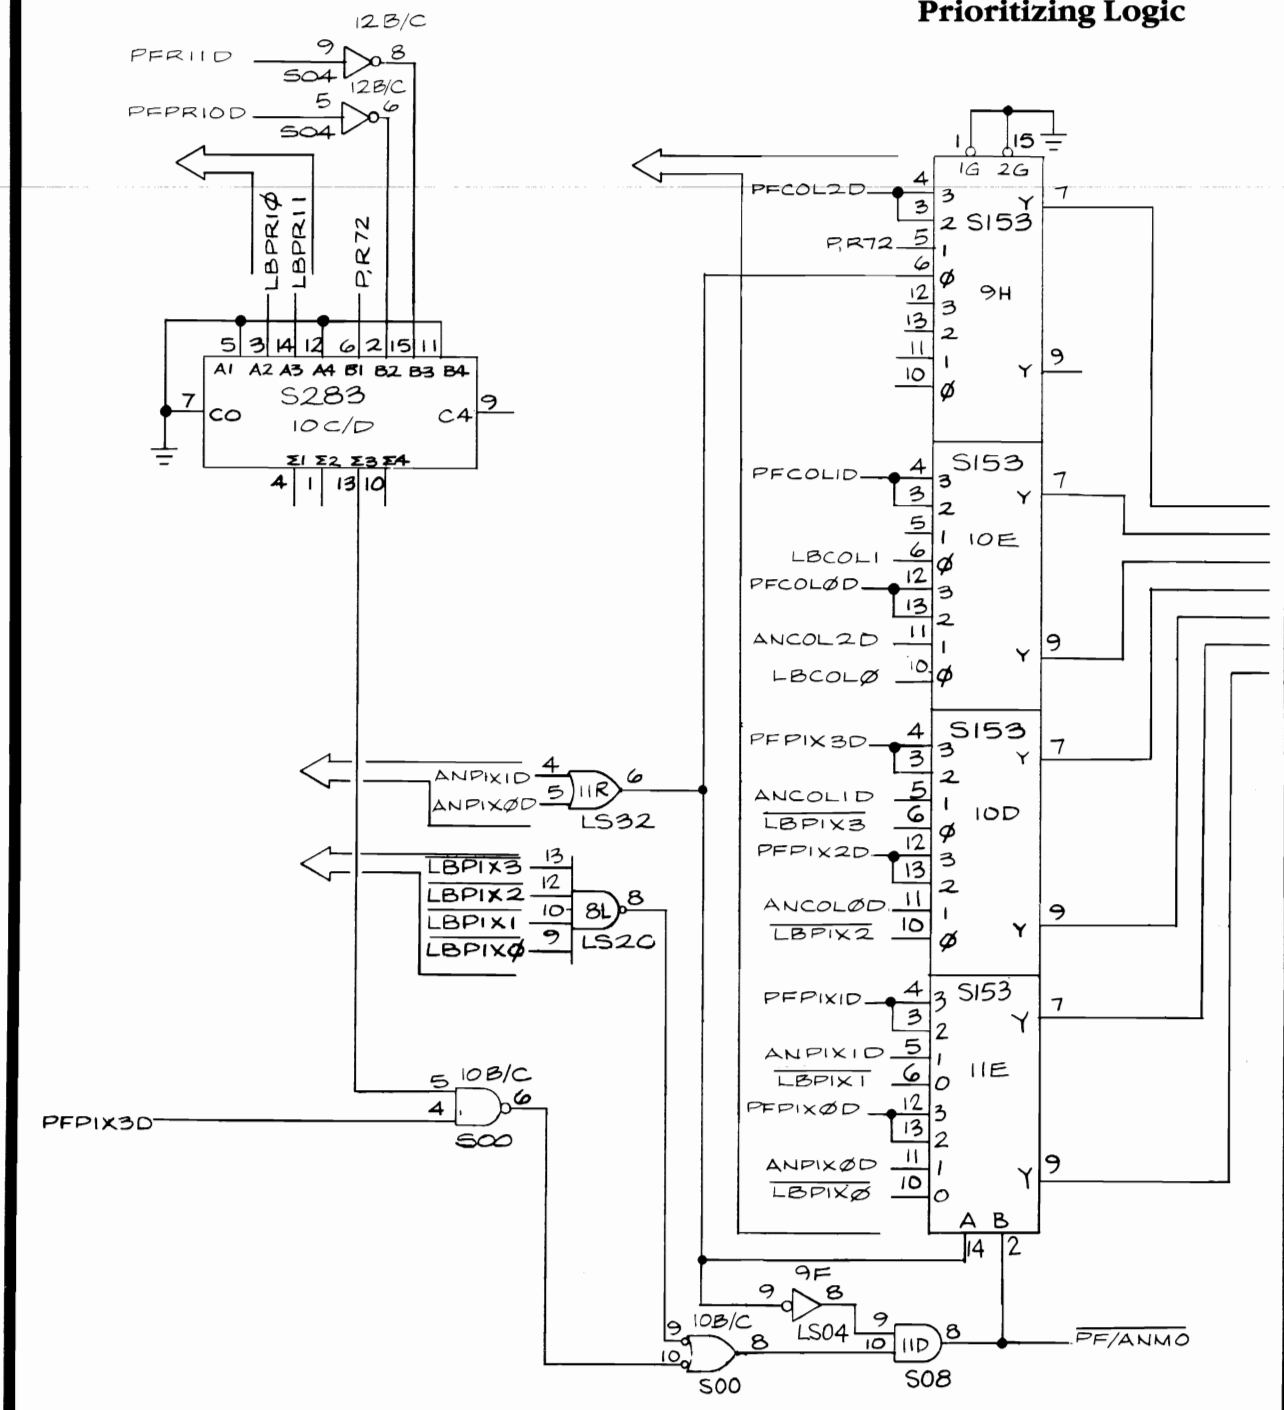 Prioritizing Logic
12B/C
PFR11D 9 8
S04
12B/C
PFPR10D 5 6
S04
LBPR1Ø
LBPR11
P,R72
5 3 14 12 6 2 15 11
A1 A2 A3 A4 B1 B2 B3 B4
S283
7 CO C4 9
10C/D
Σ1 Σ2 Σ3 Σ4
4 1 13 10
1 15
1G 2G
PFCOL2D 4 3 Y 7
3 2 S153
P,R72 5 1
6 Ø
9H
12 3
13 2
11 1 Y 9
10 Ø
S153
PFCOL1D 4 3 Y 7
3 2
5 1 10E
LBCOL1 6 Ø
PFCOLØD 12 3
13 2
ANCOL2D 11 1 Y 9
LBCOLØ 10 Ø
S153
PFPIX3D 4 3 Y 7
3 2
ANCOL1D 5 1 10D
LBPIX3 6 Ø
PFPIX2D 12 3
13 2
ANCOLØD 11 1 Y 9
LBPIX2 10 Ø
S153
PFPIX1D 4 3 Y 7
3 2
ANPIX1D 5 1 11E
LBPIX1 6 0
PFPIXØD 12 3
13 2
ANPIXØD 11 1 Y 9
LBPIXØ 10 0
A B
14 2
ANPIX1D 4 11R 6
ANPIXØD 5
LS32
LBPIX3 13
LBPIX2 12 8L 8
LBPIX1 10
LBPIXØ 9 LS20
10B/C
5 6
PFPIX3D 4
S00
9F
9 8
LS04
10B/C
9 8
10
S00
9 11D 8
10
S08
PF/ANMO